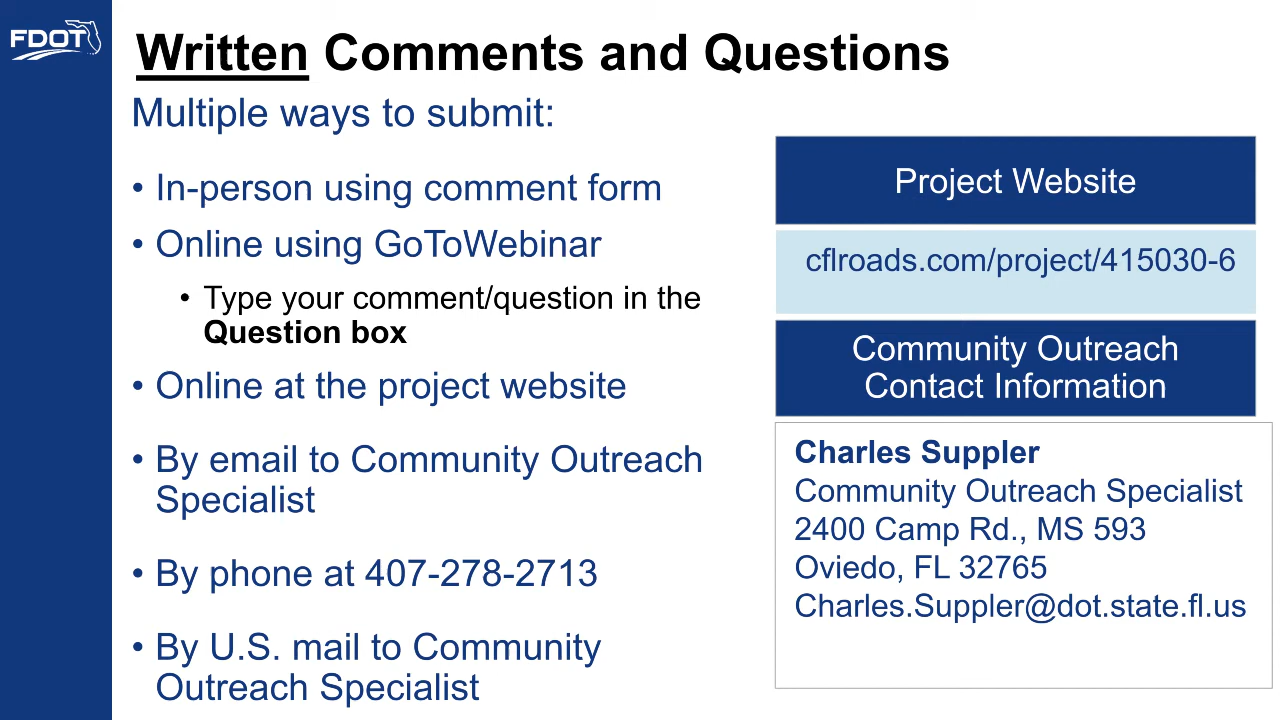 FDOT
Written Comments and Questions
Multiple ways to submit:
• In-person using comment form
• Online using GoToWebinar
• Type your comment/question in the
Question box
• Online at the project website
• By email to Community Outreach
Specialist
• By phone at 407-278-2713
• By U.S. mail to Community
Outreach Specialist
Project Website
cflroads.com/project/415030-6
Community Outreach
Contact Information
Charles Suppler
Community Outreach Specialist
2400 Camp Rd., MS 593
Oviedo, FL 32765
Charles.Suppler@dot.state.fl.us